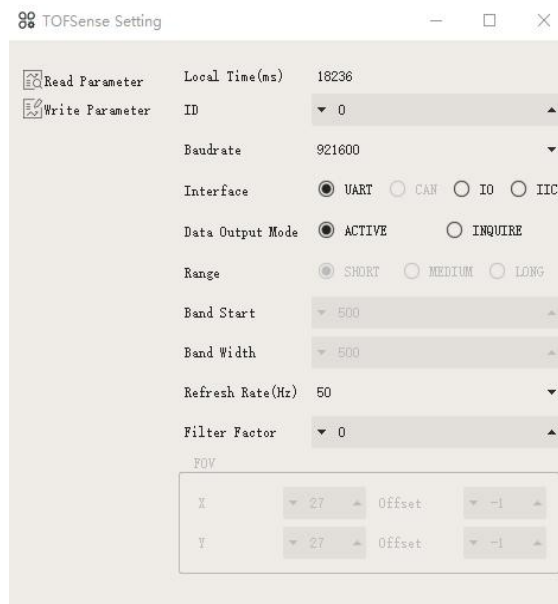 TOFSense Setting
Read Parameter
Write Parameter
Local Time(ms) 18236
ID 0
Baudrate 921600
Interface UART CAN IO IIC
Data Output Mode ACTIVE INQUIRE
Range SHORT MEDIUM LONG
Band Start 500
Band Width 500
Refresh Rate(Hz) 50
Filter Factor 0
FOV
X 27 Offset -1
Y 27 Offset -1